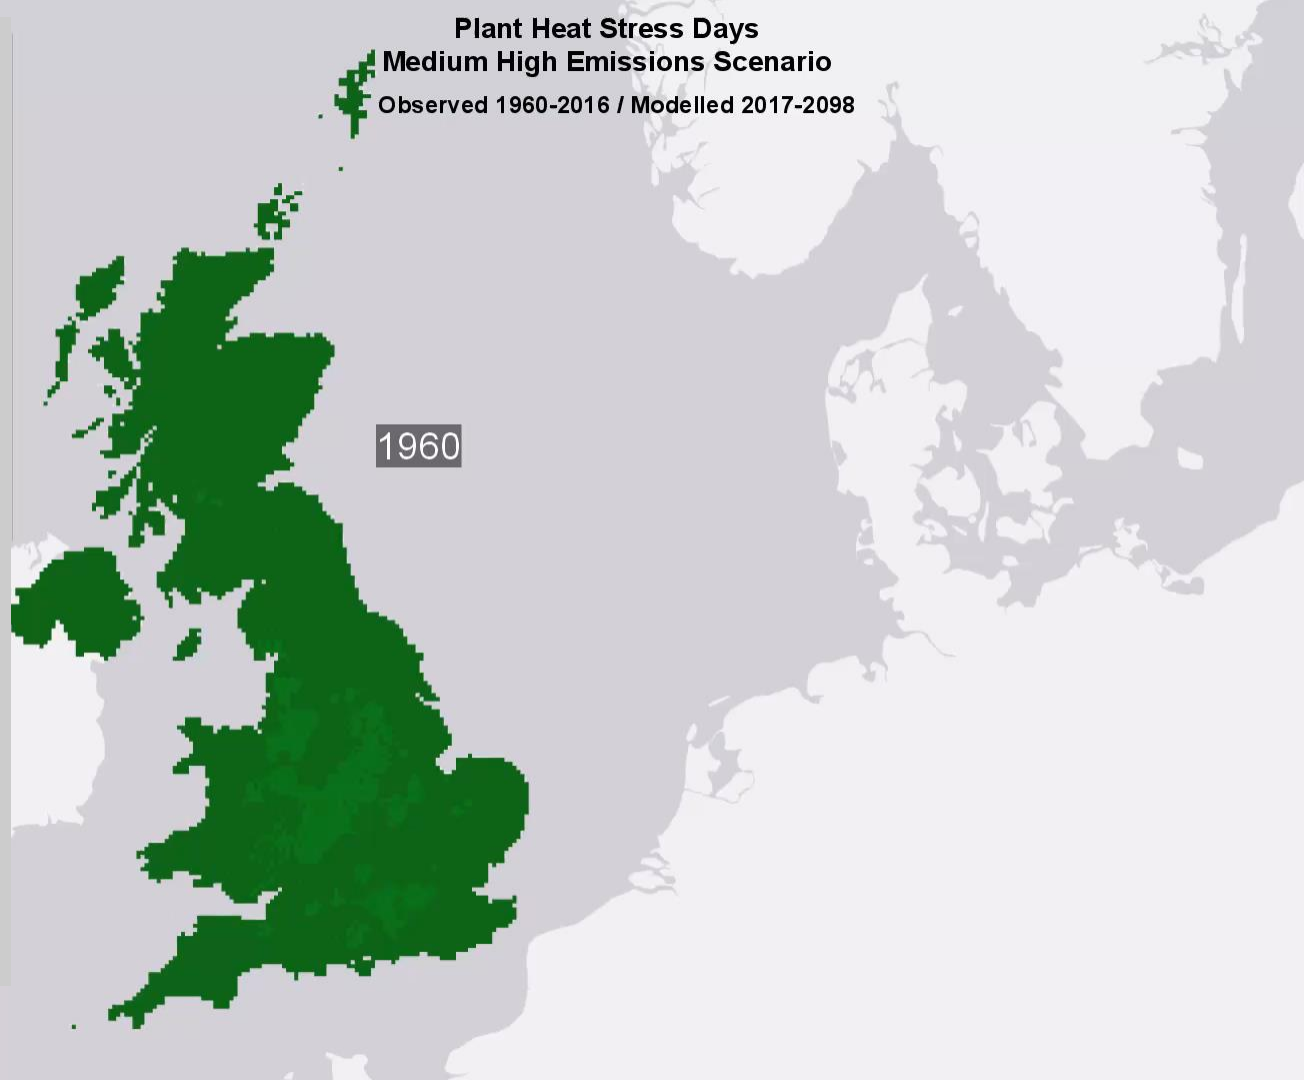 Plant Heat Stress Days
Medium High Emissions Scenario
Observed 1960-2016 / Modelled 2017-2098
1960